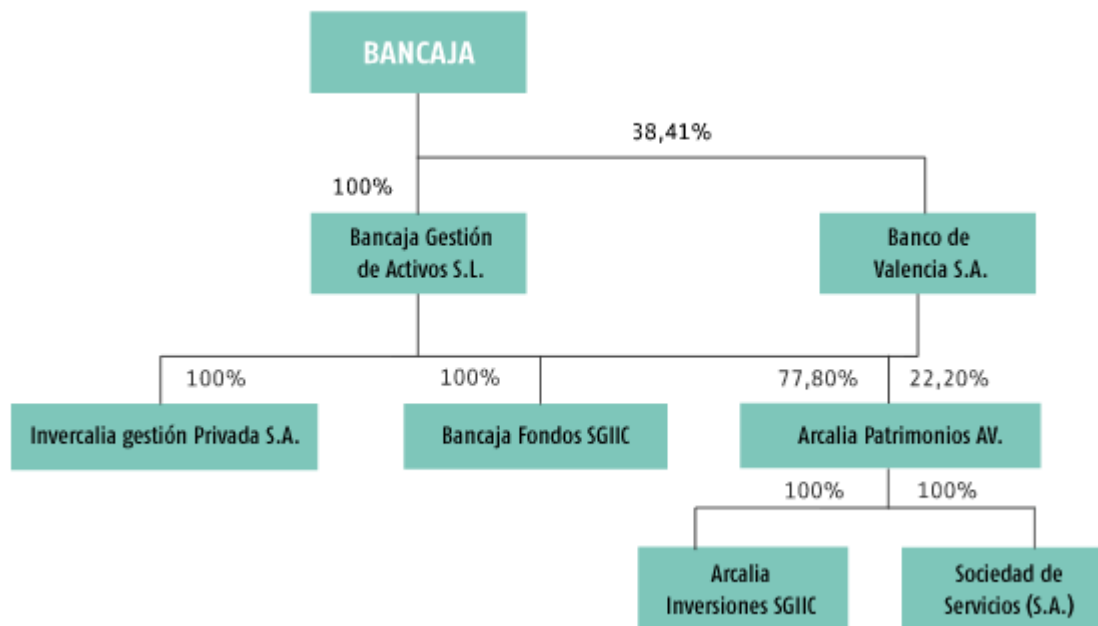 BANCAJA
38,41%
100%
Bancaja Gestión
de Activos S.L.
Banco de
Valencia S.A.
100%
100%
77,80%
22,20%
Invercalia gestión Privada S.A.
Bancaja Fondos SGIIC
Arcalia Patrimonios AV.
100%
100%
Arcalia
Inversiones SGIIC
Sociedad de
Servicios (S.A.)